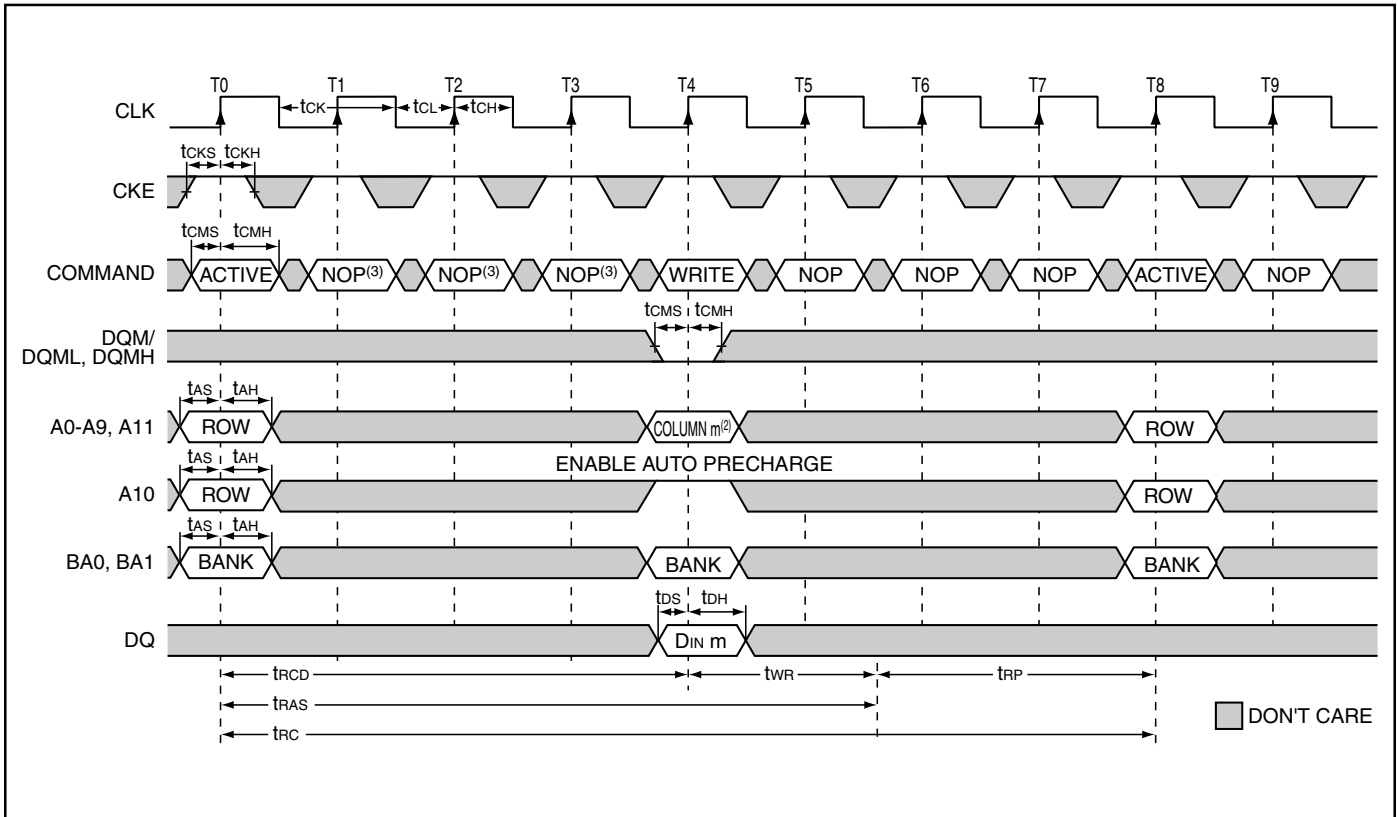 T0 T1 T2 T3 T4 T5 T6 T7 T8 T9
CLK tCK tCL tCH
tCKS tCKH
CKE
tCMS tCMH
COMMAND ACTIVE NOP(3) NOP(3) NOP(3) WRITE NOP NOP NOP ACTIVE NOP
tCMS tCMH
DQM/
DQML, DQMH
tAS tAH
A0-A9, A11 ROW COLUMN m(2) ROW
ENABLE AUTO PRECHARGE
tAS tAH
A10 ROW ROW
tAS tAH
BA0, BA1 BANK BANK BANK
tDS tDH
DQ DIN m
tRCD tWR tRP
tRAS
DON'T CARE
tRC